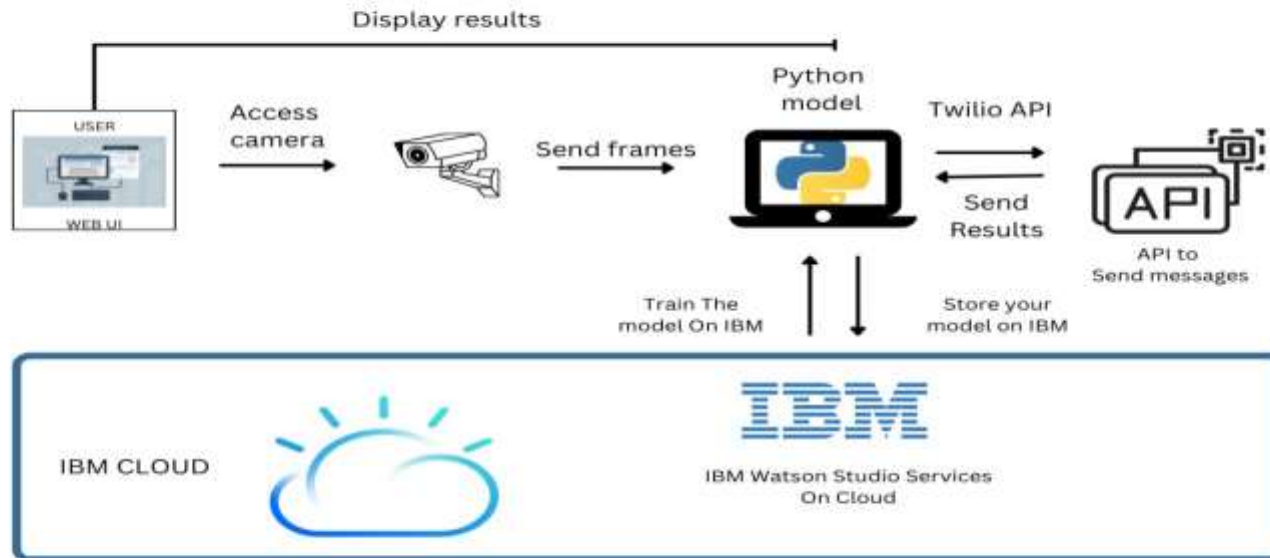 Display results
USER
WEB UI
Access
camera
Send frames
Python
model
Twilio API
Send
Results
API
API to
Send messages
Train The
model On IBM
Store your
model on IBM
IBM CLOUD
IBM
IBM Watson Studio Services
On Cloud